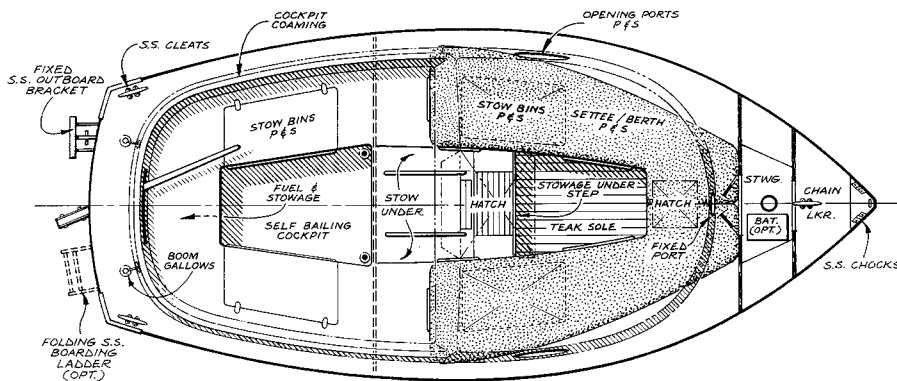 COCKPIT
COAMING
OPENING PORTS
P & S
S.S. CLEATS
FIXED
S.S. OUTBOARD
BRACKET
STOW BINS
P & S
STOW BINS
P & S
SETTEE / BERTH
P & S
FUEL &
STOWAGE
SELF BAILING
COCKPIT
STOW
UNDER
HATCH
STOWAGE UNDER
STEP
TEAK SOLE
HATCH
STWG.
BAT.
(OPT.)
CHAIN
LKR.
BOOM
GALLOWS
FIXED
PORT
S.S. CHOCKS
FOLDING S.S.
BOARDING
LADDER
(OPT.)